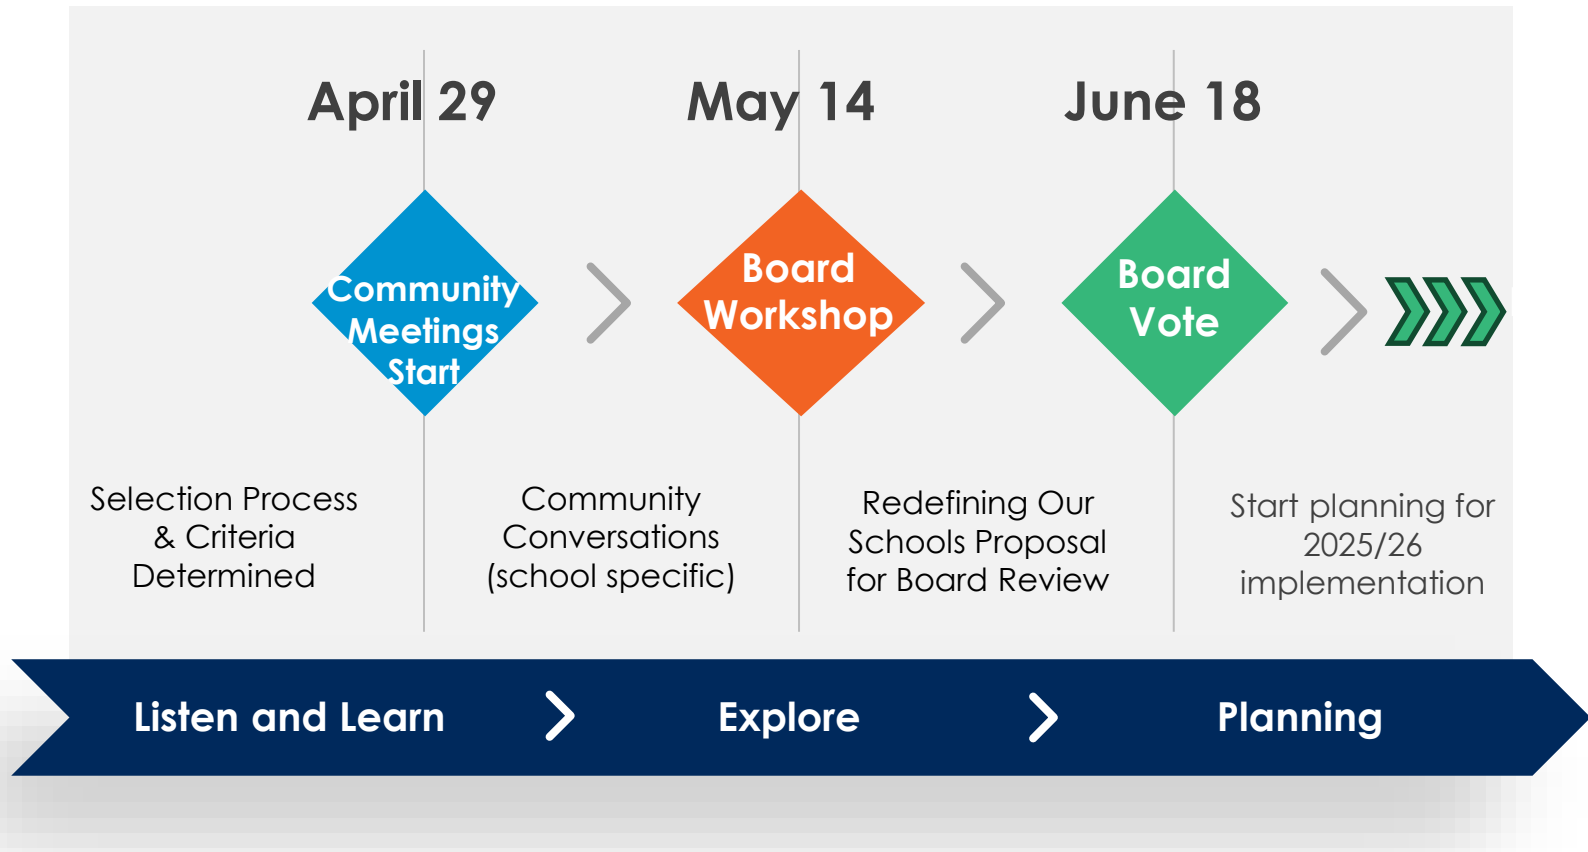 April 29
May 14
June 18
Community
Meetings
Start
Board
Workshop
Board
Vote
Selection Process
& Criteria
Determined
Community
Conversations
(school specific)
Redefining Our
Schools Proposal
for Board Review
Start planning for
2025/26
implementation
Listen and Learn
Explore
Planning